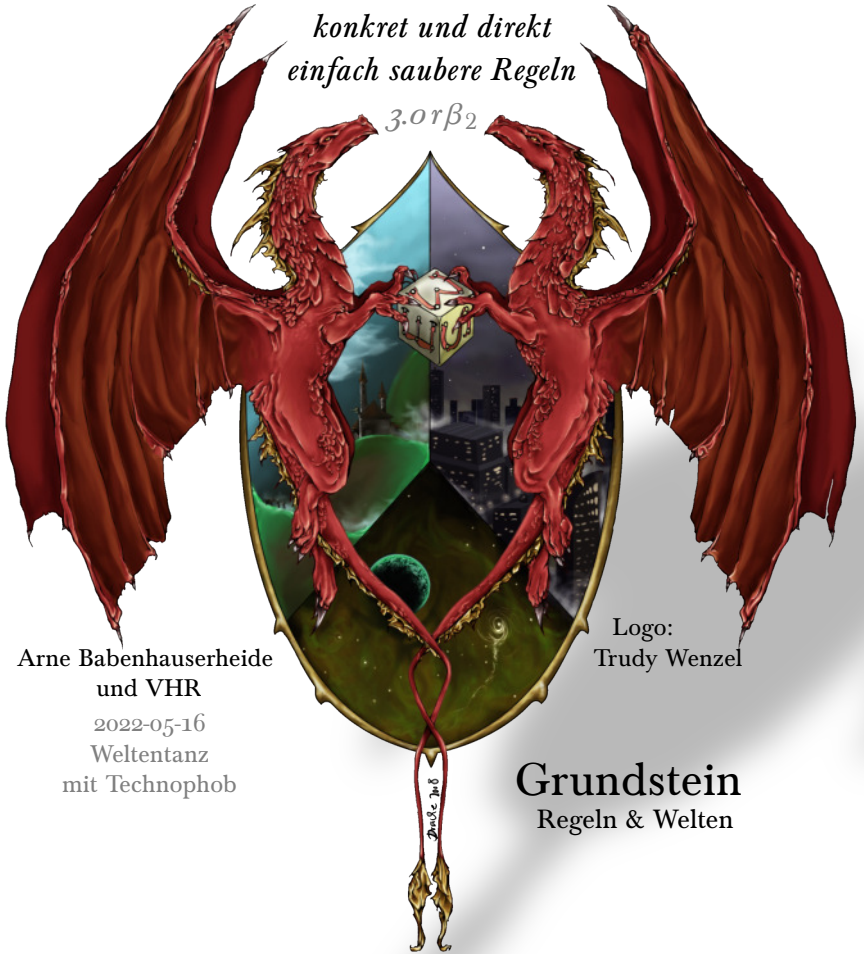 konkret und direkt
einfach saubere Regeln
3.0rβ₂
Logo:
Trudy Wenzel
Arne Babenhauserheide
und VHR
2022-05-16
Weltentanz
mit Technophob
Grundstein
Regeln & Welten